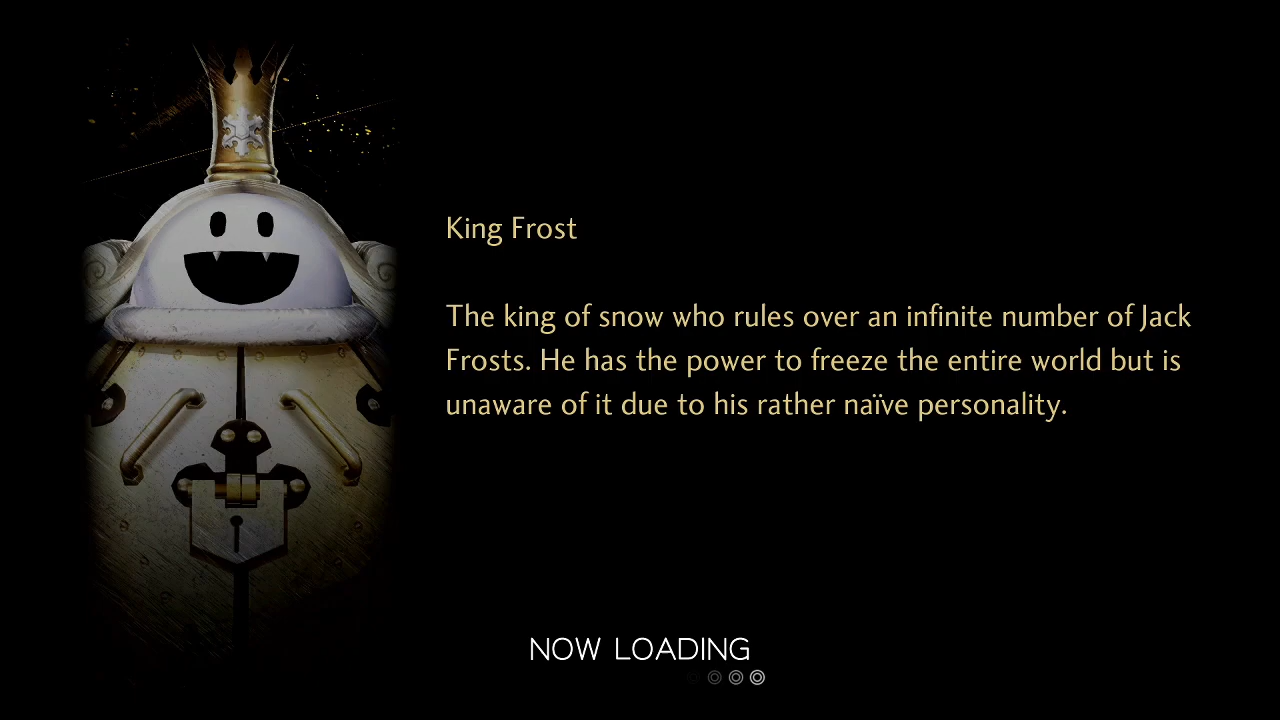 King Frost
The king of snow who rules over an infinite number of Jack
Frosts. He has the power to freeze the entire world but is
unaware of it due to his rather naïve personality.
NOW LOADING